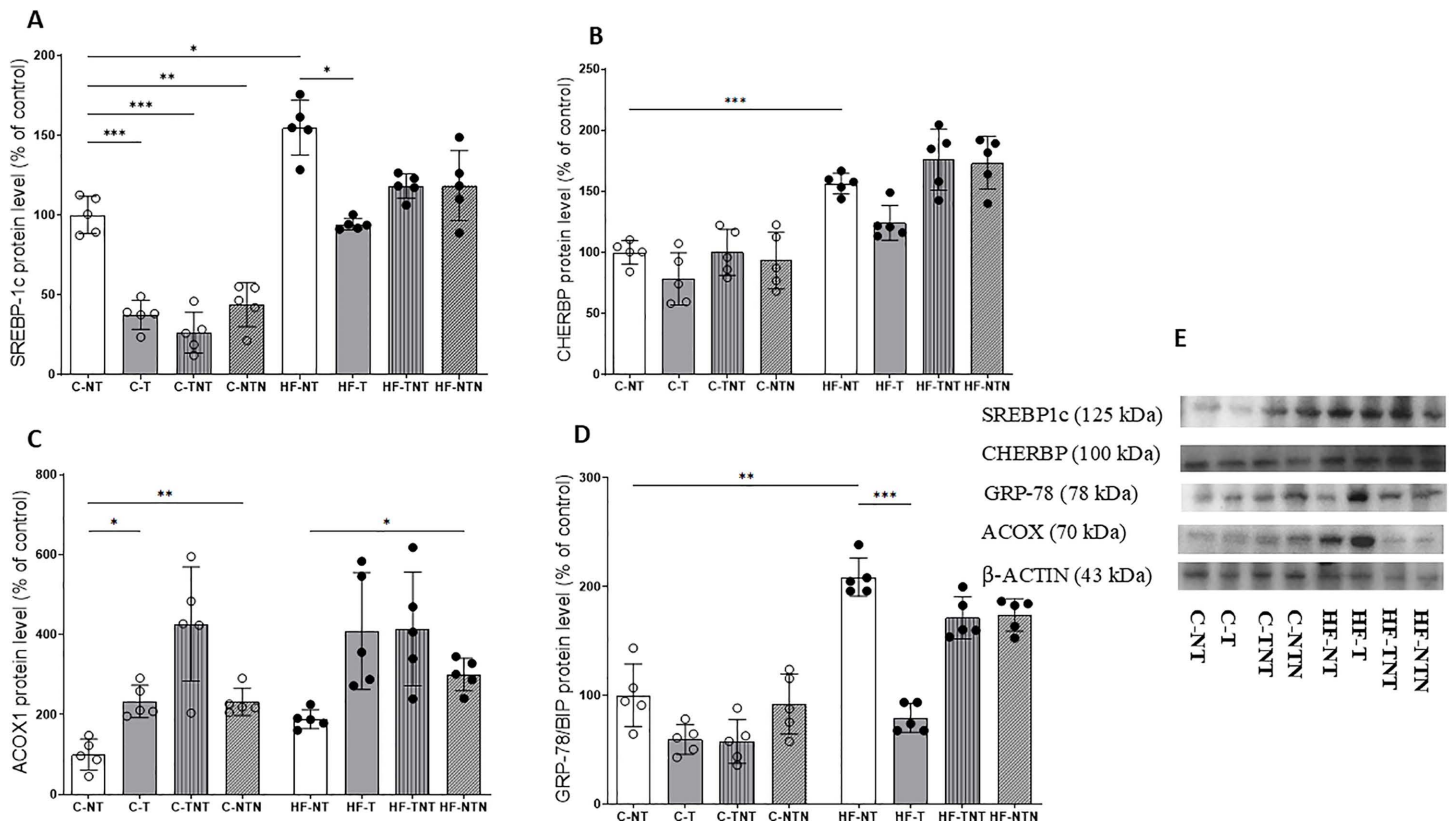 A
SREBP-1c protein level (% of control)
200
150
100
50
0
*
**
***
***
*
C-NT C-T C-TNT C-NTN HF-NT HF-T HF-TNT HF-NTN
B
CHERBP protein level (% of control)
250
200
150
100
50
0
***
C-NT C-T C-TNT C-NTN HF-NT HF-T HF-TNT HF-NTN
C
ACOX1 protein level (% of control)
800
600
400
200
0
**
*
*
C-NT C-T C-TNT C-NTN HF-NT HF-T HF-TNT HF-NTN
D
GRP-78/BIP protein level (% of control)
300
200
100
0
**
***
C-NT C-T C-TNT C-NTN HF-NT HF-T HF-TNT HF-NTN
E
SREBP1c (125 kDa)
CHERBP (100 kDa)
GRP-78 (78 kDa)
ACOX (70 kDa)
β-ACTIN (43 kDa)
C-NT
C-T
C-TNT
C-NTN
HF-NT
HF-T
HF-TNT
HF-NTN